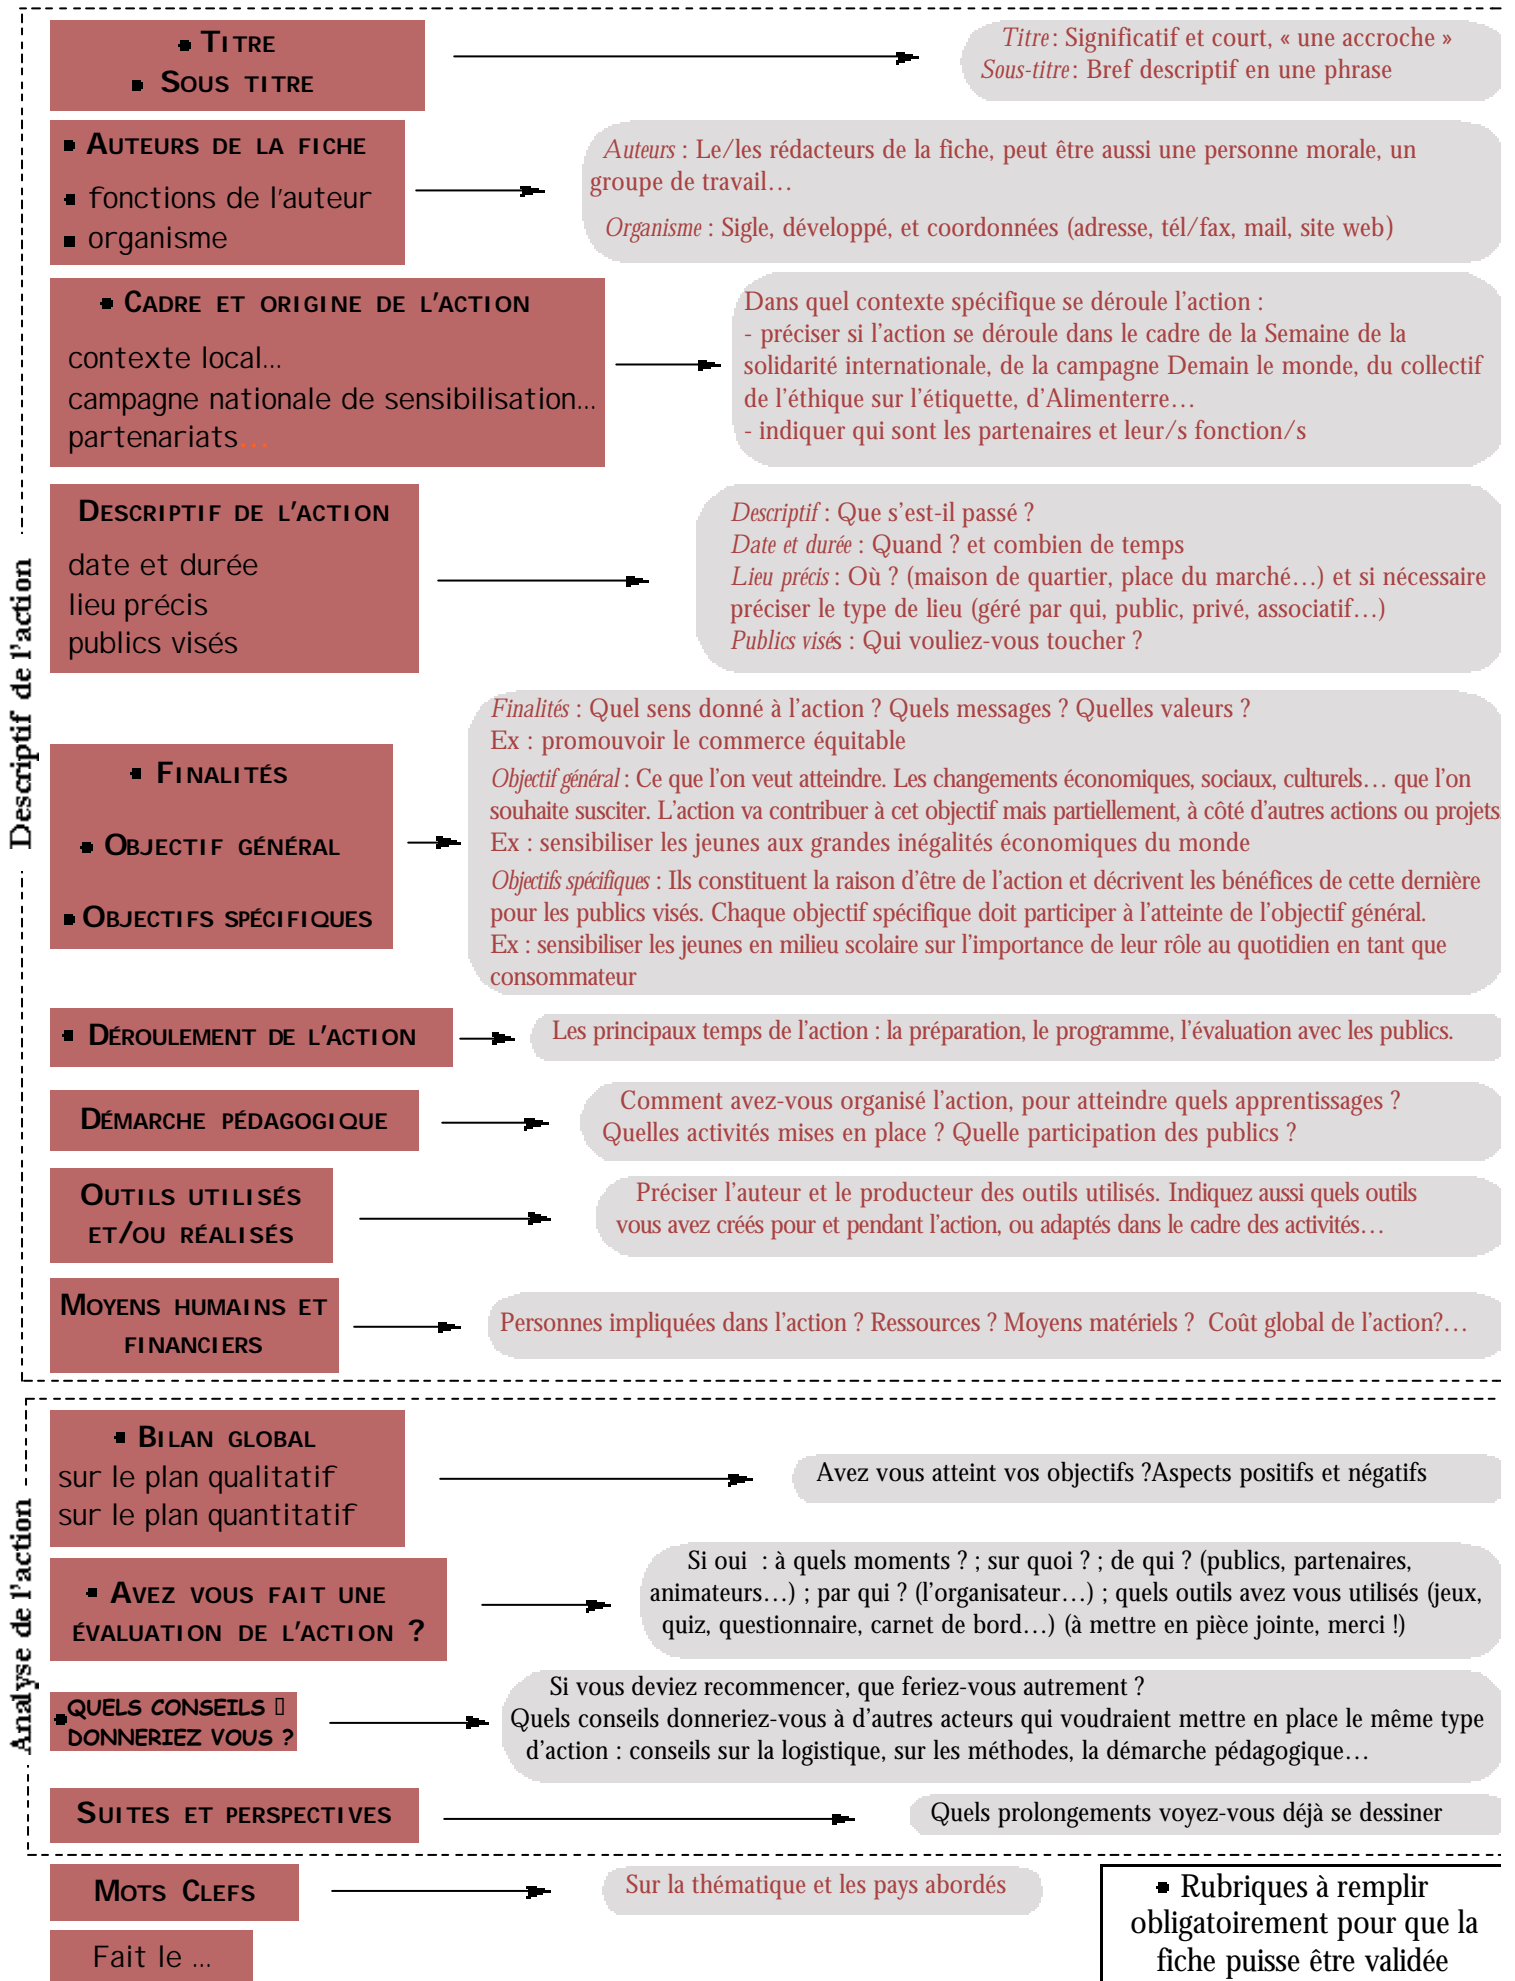 ▪ TITRE
▪ SOUS TITRE
Titre : Significatif et court, « une accroche »
Sous-titre : Bref descriptif en une phrase
▪ AUTEURS DE LA FICHE
▪ fonctions de l'auteur
▪ organisme
Auteurs : Le/les rédacteurs de la fiche, peut être aussi une personne morale, un
groupe de travail…
Organisme : Sigle, développé, et coordonnées (adresse, tél/fax, mail, site web)
▪ CADRE ET ORIGINE DE L'ACTION
contexte local...
campagne nationale de sensibilisation...
partenariats...
Dans quel contexte spécifique se déroule l'action :
- préciser si l'action se déroule dans le cadre de la Semaine de la
solidarité internationale, de la campagne Demain le monde, du collectif
de l'éthique sur l'étiquette, d'Alimenterre…
- indiquer qui sont les partenaires et leur/s fonction/s
Descriptif de l'action
DESCRIPTIF DE L'ACTION
date et durée
lieu précis
publics visés
Descriptif : Que s'est-il passé ?
Date et durée : Quand ? et combien de temps
Lieu précis : Où ? (maison de quartier, place du marché…) et si nécessaire
préciser le type de lieu (géré par qui, public, privé, associatif…)
Publics visés : Qui vouliez-vous toucher ?
▪ FINALITÉS
▪ OBJECTIF GÉNÉRAL
▪ OBJECTIFS SPÉCIFIQUES
Finalités : Quel sens donné à l'action ? Quels messages ? Quelles valeurs ?
Ex : promouvoir le commerce équitable
Objectif général : Ce que l'on veut atteindre. Les changements économiques, sociaux, culturels… que l'on
souhaite susciter. L'action va contribuer à cet objectif mais partiellement, à côté d'autres actions ou projets
Ex : sensibiliser les jeunes aux grandes inégalités économiques du monde
Objectifs spécifiques : Ils constituent la raison d'être de l'action et décrivent les bénéfices de cette dernière
pour les publics visés. Chaque objectif spécifique doit participer à l'atteinte de l'objectif général.
Ex : sensibiliser les jeunes en milieu scolaire sur l'importance de leur rôle au quotidien en tant que
consommateur
▪ DÉROULEMENT DE L'ACTION
Les principaux temps de l'action : la préparation, le programme, l'évaluation avec les publics.
DÉMARCHE PÉDAGOGIQUE
Comment avez-vous organisé l'action, pour atteindre quels apprentissages ?
Quelles activités mises en place ? Quelle participation des publics ?
OUTILS UTILISÉS
ET/OU RÉALISÉS
Préciser l'auteur et le producteur des outils utilisés. Indiquez aussi quels outils
vous avez créés pour et pendant l'action, ou adaptés dans le cadre des activités…
MOYENS HUMAINS ET
FINANCIERS
Personnes impliquées dans l'action ? Ressources ? Moyens matériels ? Coût global de l'action?…
Analyse de l'action
▪ BILAN GLOBAL
sur le plan qualitatif
sur le plan quantitatif
Avez vous atteint vos objectifs ?Aspects positifs et négatifs
▪ AVEZ VOUS FAIT UNE
ÉVALUATION DE L'ACTION ?
Si oui : à quels moments ? ; sur quoi ? ; de qui ? (publics, partenaires,
animateurs…) ; par qui ? (l'organisateur…) ; quels outils avez vous utilisés (jeux,
quiz, questionnaire, carnet de bord…) (à mettre en pièce jointe, merci !)
▪ QUELS CONSEILS
DONNERIEZ VOUS ?
Si vous deviez recommencer, que feriez-vous autrement ?
Quels conseils donneriez-vous à d'autres acteurs qui voudraient mettre en place le même type
d'action : conseils sur la logistique, sur les méthodes, la démarche pédagogique…
SUITES ET PERSPECTIVES
Quels prolongements voyez-vous déjà se dessiner
MOTS CLEFS
Sur la thématique et les pays abordés
Fait le ...
▪ Rubriques à remplir
obligatoirement pour que la
fiche puisse être validée